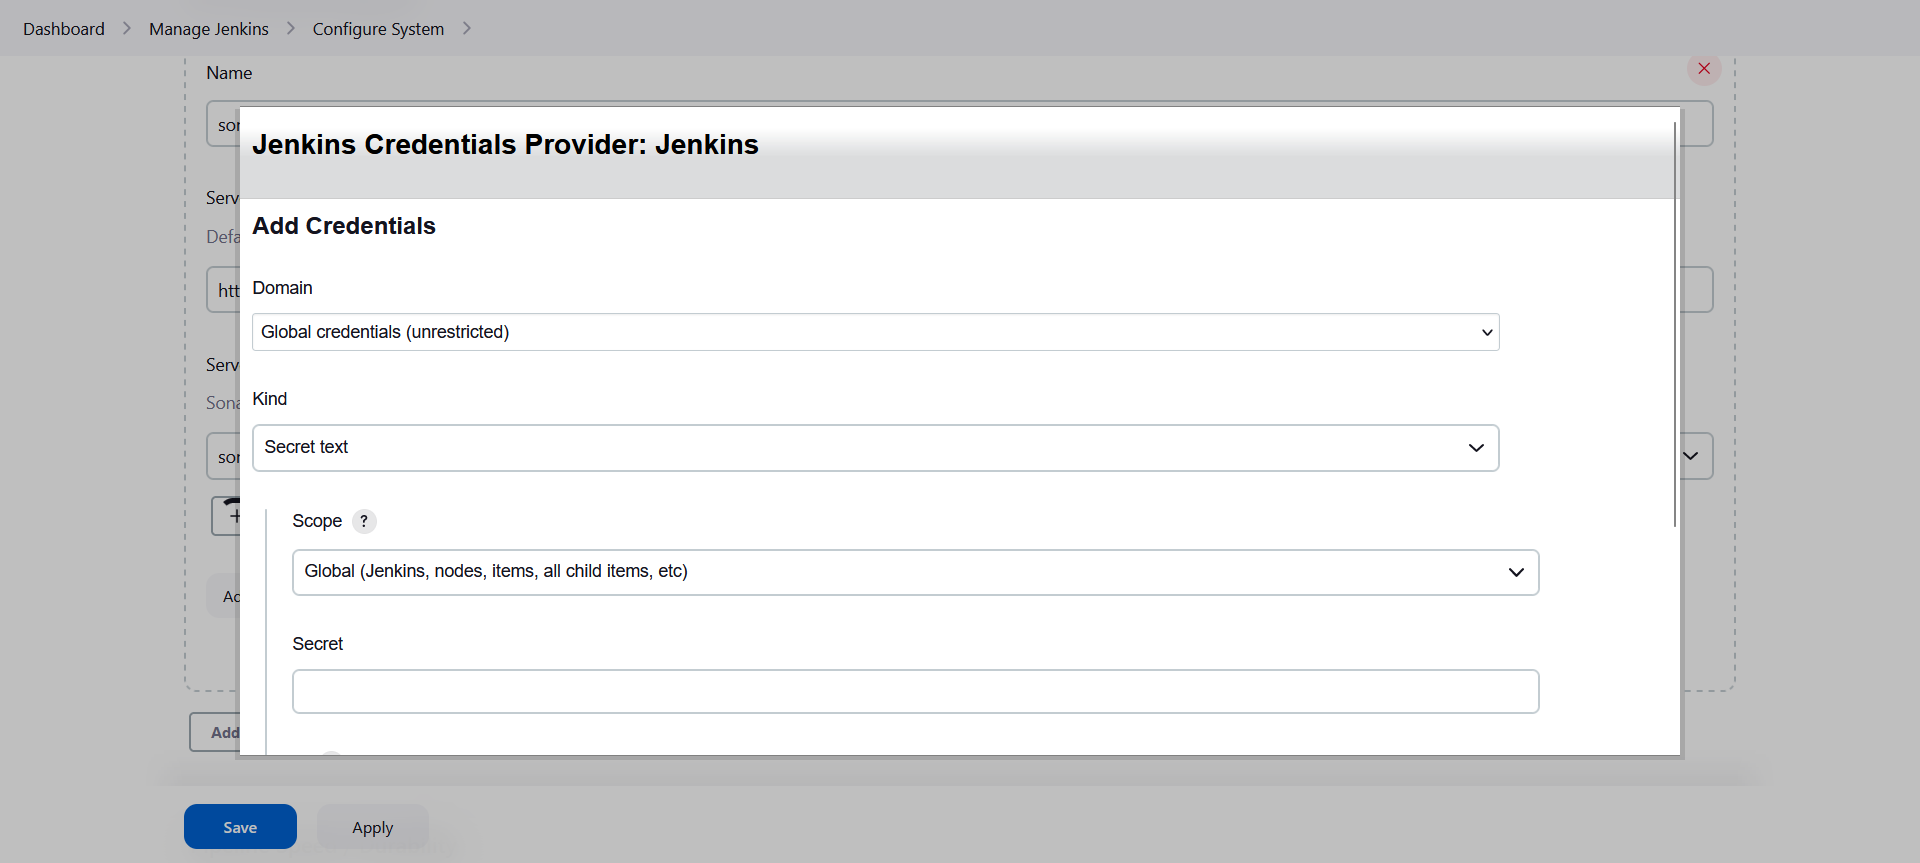 Dashboard > Manage Jenkins > Configure System >
Name
Jenkins Credentials Provider: Jenkins
Add Credentials
Domain
Global credentials (unrestricted)
Kind
Secret text
Scope ?
Global (Jenkins, nodes, items, all child items, etc)
Secret
Add
Save
Apply